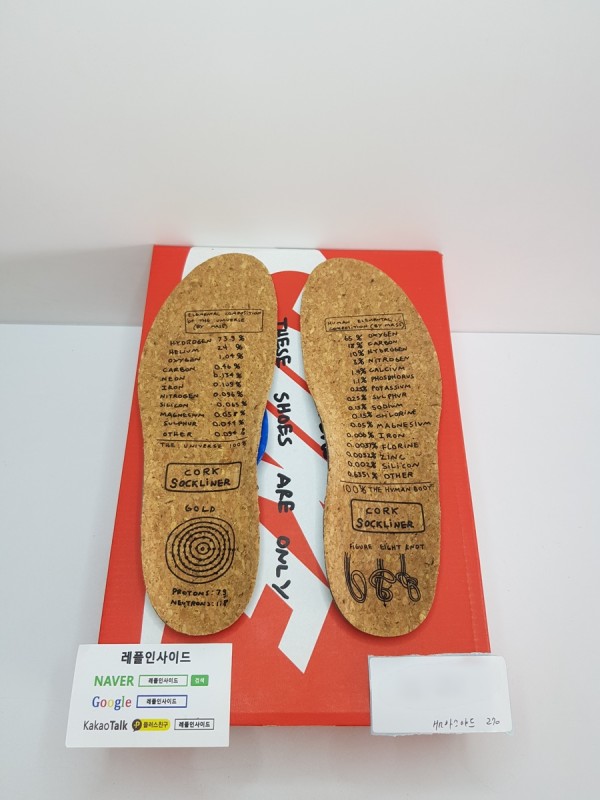 ELEMENTAL COMPOSITION
OF THE UNIVERSE
(BY MASS)
HYDROGEN 73.9 %
HELIUM 24 %
OXYGEN 1.04 %
CARBON 0.46 %
NEON 0.134 %
IRON 0.109 %
NITROGEN 0.096 %
SILICON 0.065 %
MAGNESIUM 0.058 %
SULPHUR 0.044 %
OTHER
THE UNIVERSE 100%
CORK
SOCKLINER
GOLD
PROTONS: 79
NEUTRONS: 118
THESE SHOES ARE ONLY
HUMAN ELEMENTAL
COMPOSITION (BY MASS)
65 % OXYGEN
18 % CARBON
10 % HYDROGEN
3 % NITROGEN
1.4 % CALCIUM
1.1 % PHOSPHORUS
0.25 % POTASSIUM
0.25 % SULPHUR
0.15 % SODIUM
0.15 % CHLORINE
0.05 % MAGNESIUM
0.006 % IRON
0.0037 % FLORINE
0.0032 % ZINC
0.002 % SILICON
OTHER
100% THE HUMAN BODY
CORK
SOCKLINER
FIGURE EIGHT KNOT
레플인사이드
NAVER 레플인사이드 검색
Google 레플인사이드
KakaoTalk 플러스친구 레플인사이드
270